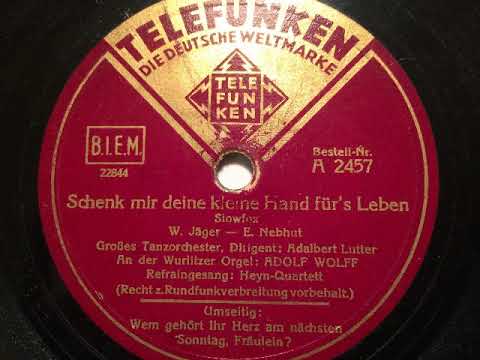 TELEFUNKEN
DIE DEUTSCHE WELTMARKE
TELE
FUN
KEN
B.I.E.M.
22844
Bestell-Nr.
A 2457
Schenk mir deine kleine Hand für's Leben
Slowfox
W. Jäger — E. Nebhut
Großes Tanzorchester, Dirigent: Adalbert Lutter
An der Wurlitzer Orgel: ADOLF WOLFF
Refraingesang: Heyn-Quartett
(Recht z. Rundfunkverbreitung vorbehalt.)
Umseitig:
Wem gehört Ihr Herz am nächsten
Sonntag, Fräulein?